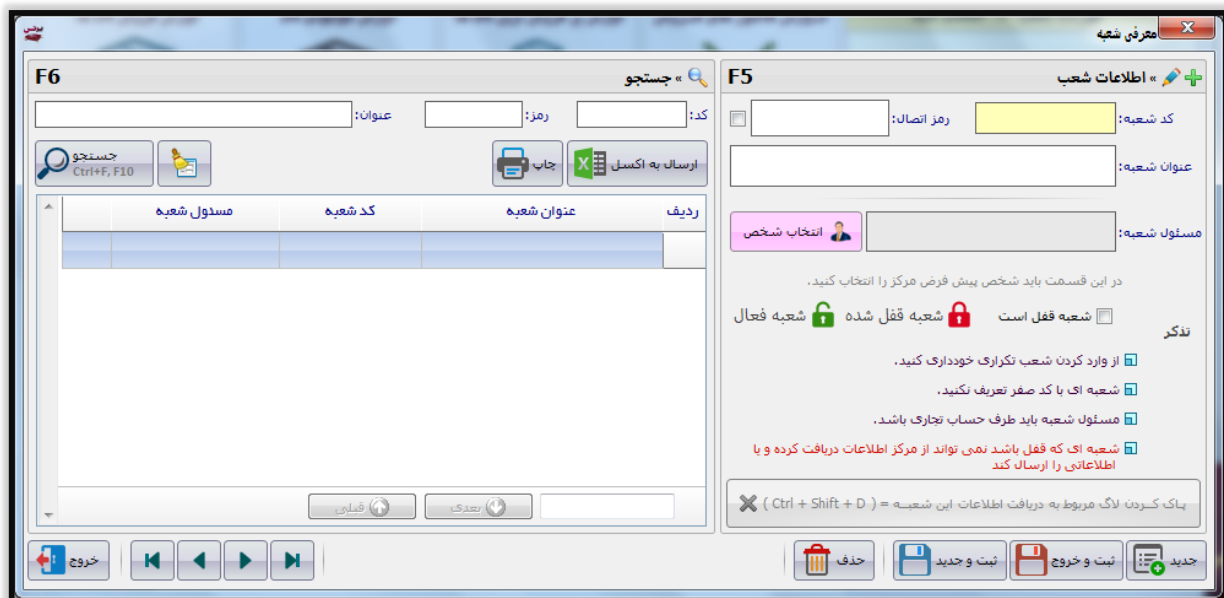 معرفی شعبه
» اطلاعات شعب
F5
کد شعبه:
رمز اتصال:
عنوان شعبه:
مسئول شعبه:
انتخاب شخص
در این قسمت باید شخص پیش فرض مرکز را انتخاب کنید.
شعبه قفل است
شعبه قفل شده
شعبه فعال
تذکر
از وارد کردن شعب تکراری خودداری کنید.
شعبه ای با کد صفر تعریف نکنید.
مسئول شعبه باید طرف حساب تجاری باشد.
شعبه ای که قفل باشد نمی تواند از مرکز اطلاعات دریافت کرده و یا
اطلاعاتی را ارسال کند
پاک کـردن لاگ مربوط به دریافت اطلاعات این شعبــه = ( Ctrl + Shift + D )
» جستجو
F6
کد:
رمز:
عنوان:
ارسال به اکسل
چاپ
جستجو
Ctrl+F, F10
ردیف
عنوان شعبه
کد شعبه
مسئول شعبه
بعدی
قبلی
جدید
ثبت و خروج
ثبت و جدید
حذف
خروج